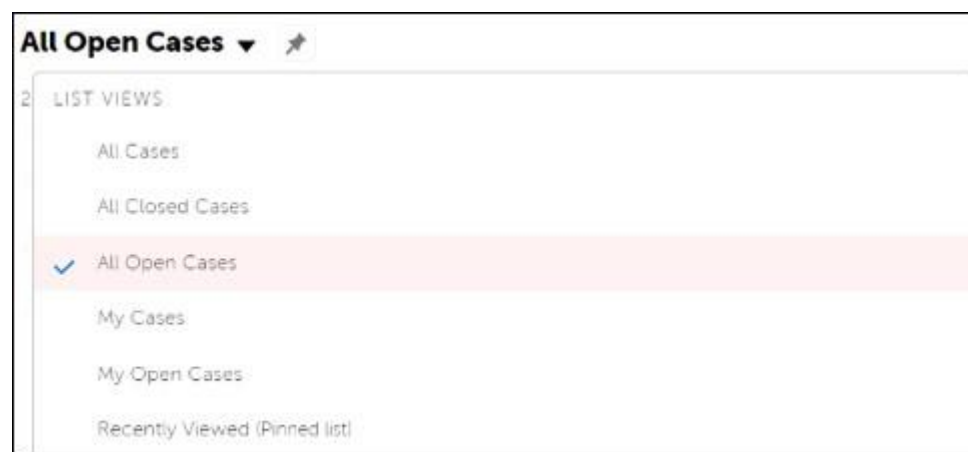 All Open Cases
2 LIST VIEWS
All Cases
All Closed Cases
All Open Cases
My Cases
My Open Cases
Recently Viewed (Pinned list)